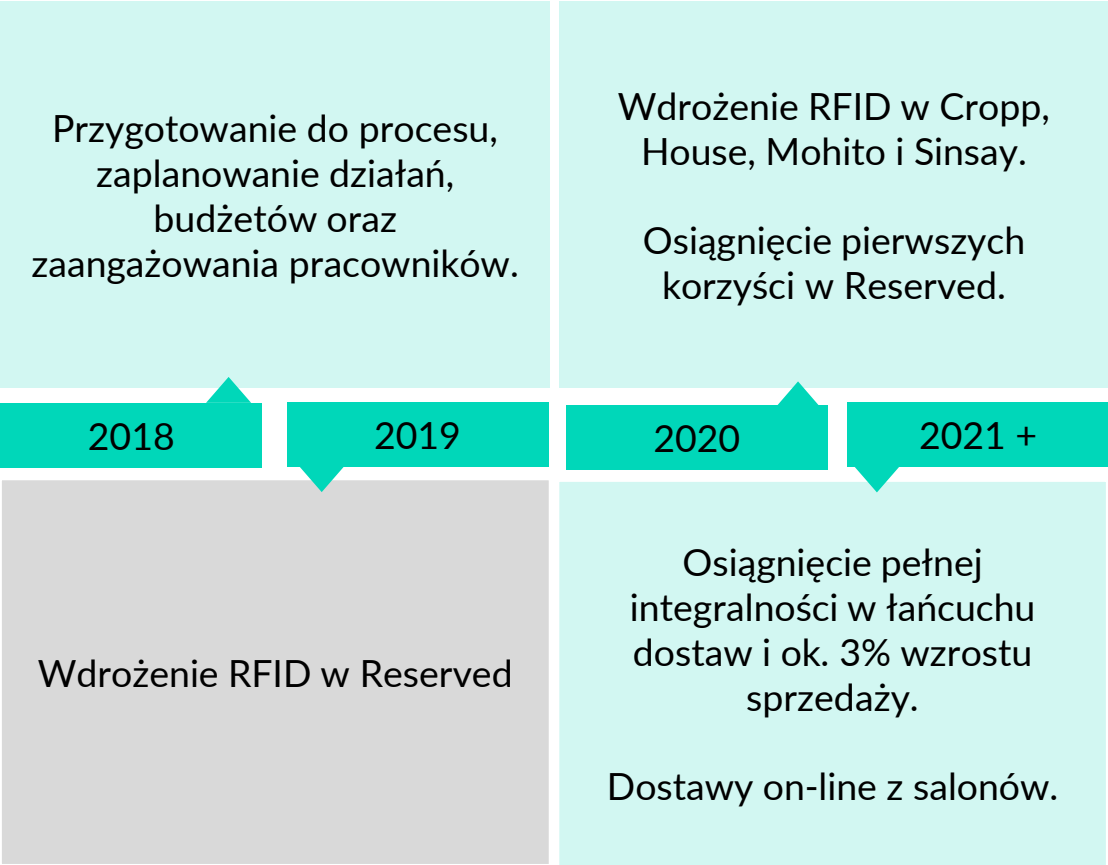 Przygotowanie do procesu,
zaplanowanie działań,
budżetów oraz
zaangażowania pracowników.
Wdrożenie RFID w Cropp,
House, Mohito i Sinsay.
Osiągnięcie pierwszych
korzyści w Reserved.
2018
2019
2020
2021 +
Wdrożenie RFID w Reserved
Osiągnięcie pełnej
integralności w łańcuchu
dostaw i ok. 3% wzrostu
sprzedaży.
Dostawy on-line z salonów.